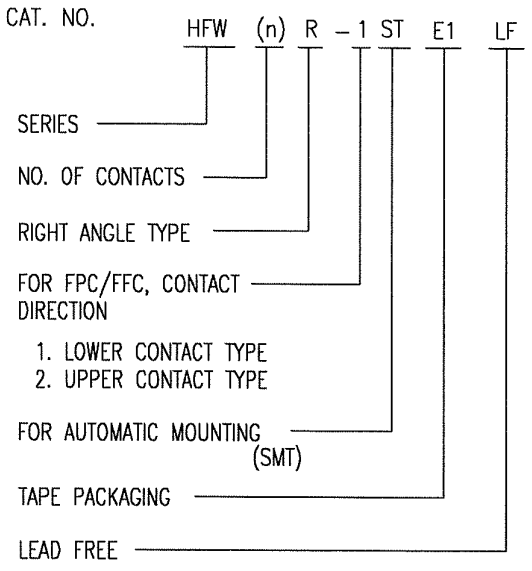 CAT. NO. HFW (n) R – 1 ST E1 LF
SERIES
NO. OF CONTACTS
RIGHT ANGLE TYPE
FOR FPC/FFC, CONTACT
DIRECTION
1. LOWER CONTACT TYPE
2. UPPER CONTACT TYPE
FOR AUTOMATIC MOUNTING
(SMT)
TAPE PACKAGING
LEAD FREE